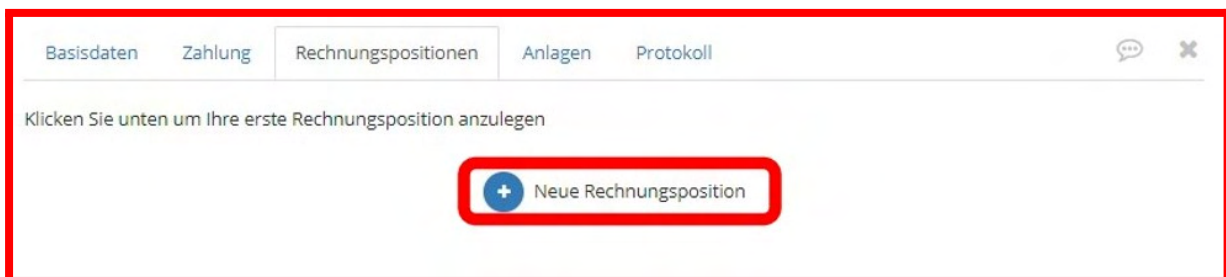 Basisdaten Zahlung Rechnungspositionen Anlagen Protokoll
Klicken Sie unten um Ihre erste Rechnungsposition anzulegen
Neue Rechnungsposition